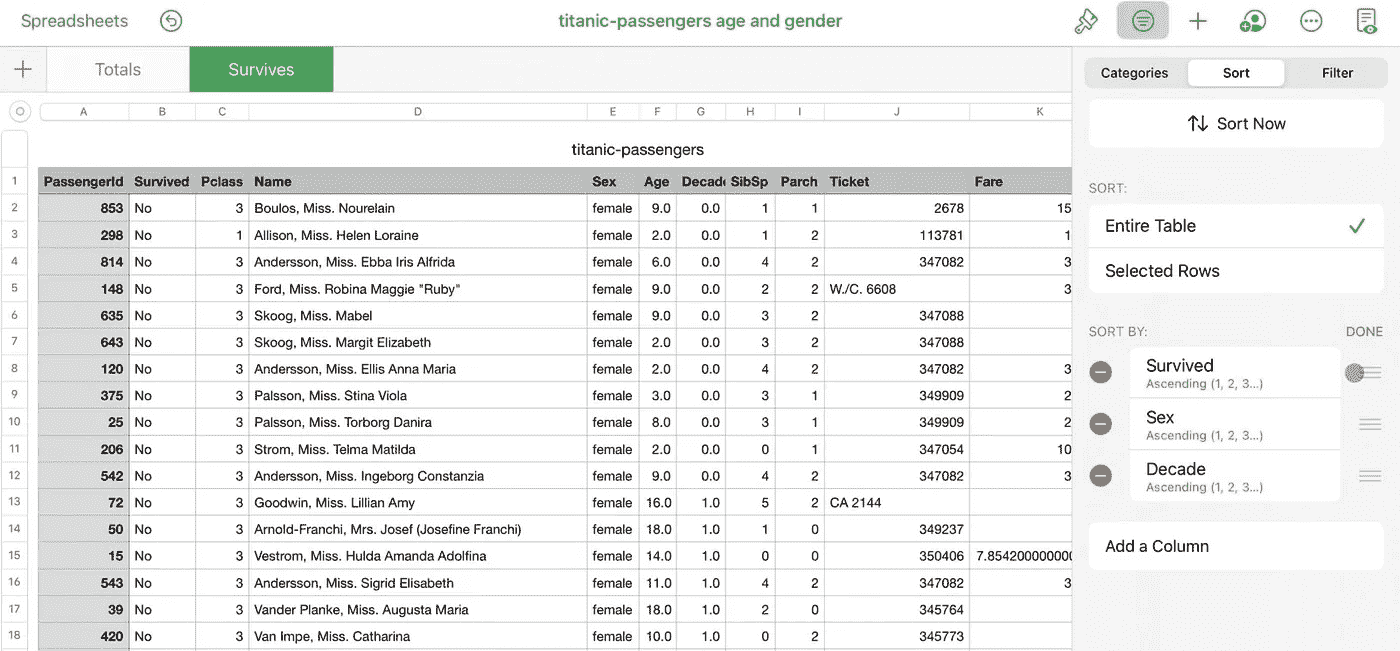 Spreadsheets titanic-passengers age and gender
Totals Survives Categories Sort Filter
A B C D E F G H I J K
Sort Now
titanic-passengers
1 PassengerId Survived Pclass Name Sex Age Decade SibSp Parch Ticket Fare
2 853 No 3 Boulos, Miss. Nourelain female 9.0 0.0 1 1 2678 15
3 298 No 1 Allison, Miss. Helen Loraine female 2.0 0.0 1 2 113781 1
4 814 No 3 Andersson, Miss. Ebba Iris Alfrida female 6.0 0.0 4 2 347082 3
5 148 No 3 Ford, Miss. Robina Maggie "Ruby" female 9.0 0.0 2 2 W./C. 6608 3
6 635 No 3 Skoog, Miss. Mabel female 9.0 0.0 3 2 347088
7 643 No 3 Skoog, Miss. Margit Elizabeth female 2.0 0.0 3 2 347088
8 120 No 3 Andersson, Miss. Ellis Anna Maria female 2.0 0.0 4 2 347082 3
9 375 No 3 Palsson, Miss. Stina Viola female 3.0 0.0 3 1 349909 2
10 25 No 3 Palsson, Miss. Torborg Danira female 8.0 0.0 3 1 349909 2
11 206 No 3 Strom, Miss. Telma Matilda female 2.0 0.0 0 1 347054 10
12 542 No 3 Andersson, Miss. Ingeborg Constanzia female 9.0 0.0 4 2 347082 3
13 72 No 3 Goodwin, Miss. Lillian Amy female 16.0 1.0 5 2 CA 2144
14 50 No 3 Arnold-Franchi, Mrs. Josef (Josefine Franchi) female 18.0 1.0 1 0 349237
15 15 No 3 Vestrom, Miss. Hulda Amanda Adolfina female 14.0 1.0 0 0 350406 7.8542000000
16 543 No 3 Andersson, Miss. Sigrid Elisabeth female 11.0 1.0 4 2 347082 3
17 39 No 3 Vander Planke, Miss. Augusta Maria female 18.0 1.0 2 0 345764
18 420 No 3 Van Impe, Miss. Catharina female 10.0 1.0 0 2 345773
SORT:
Entire Table
Selected Rows
SORT BY: DONE
Survived
Ascending (1, 2, 3...)
Sex
Ascending (1, 2, 3...)
Decade
Ascending (1, 2, 3...)
Add a Column